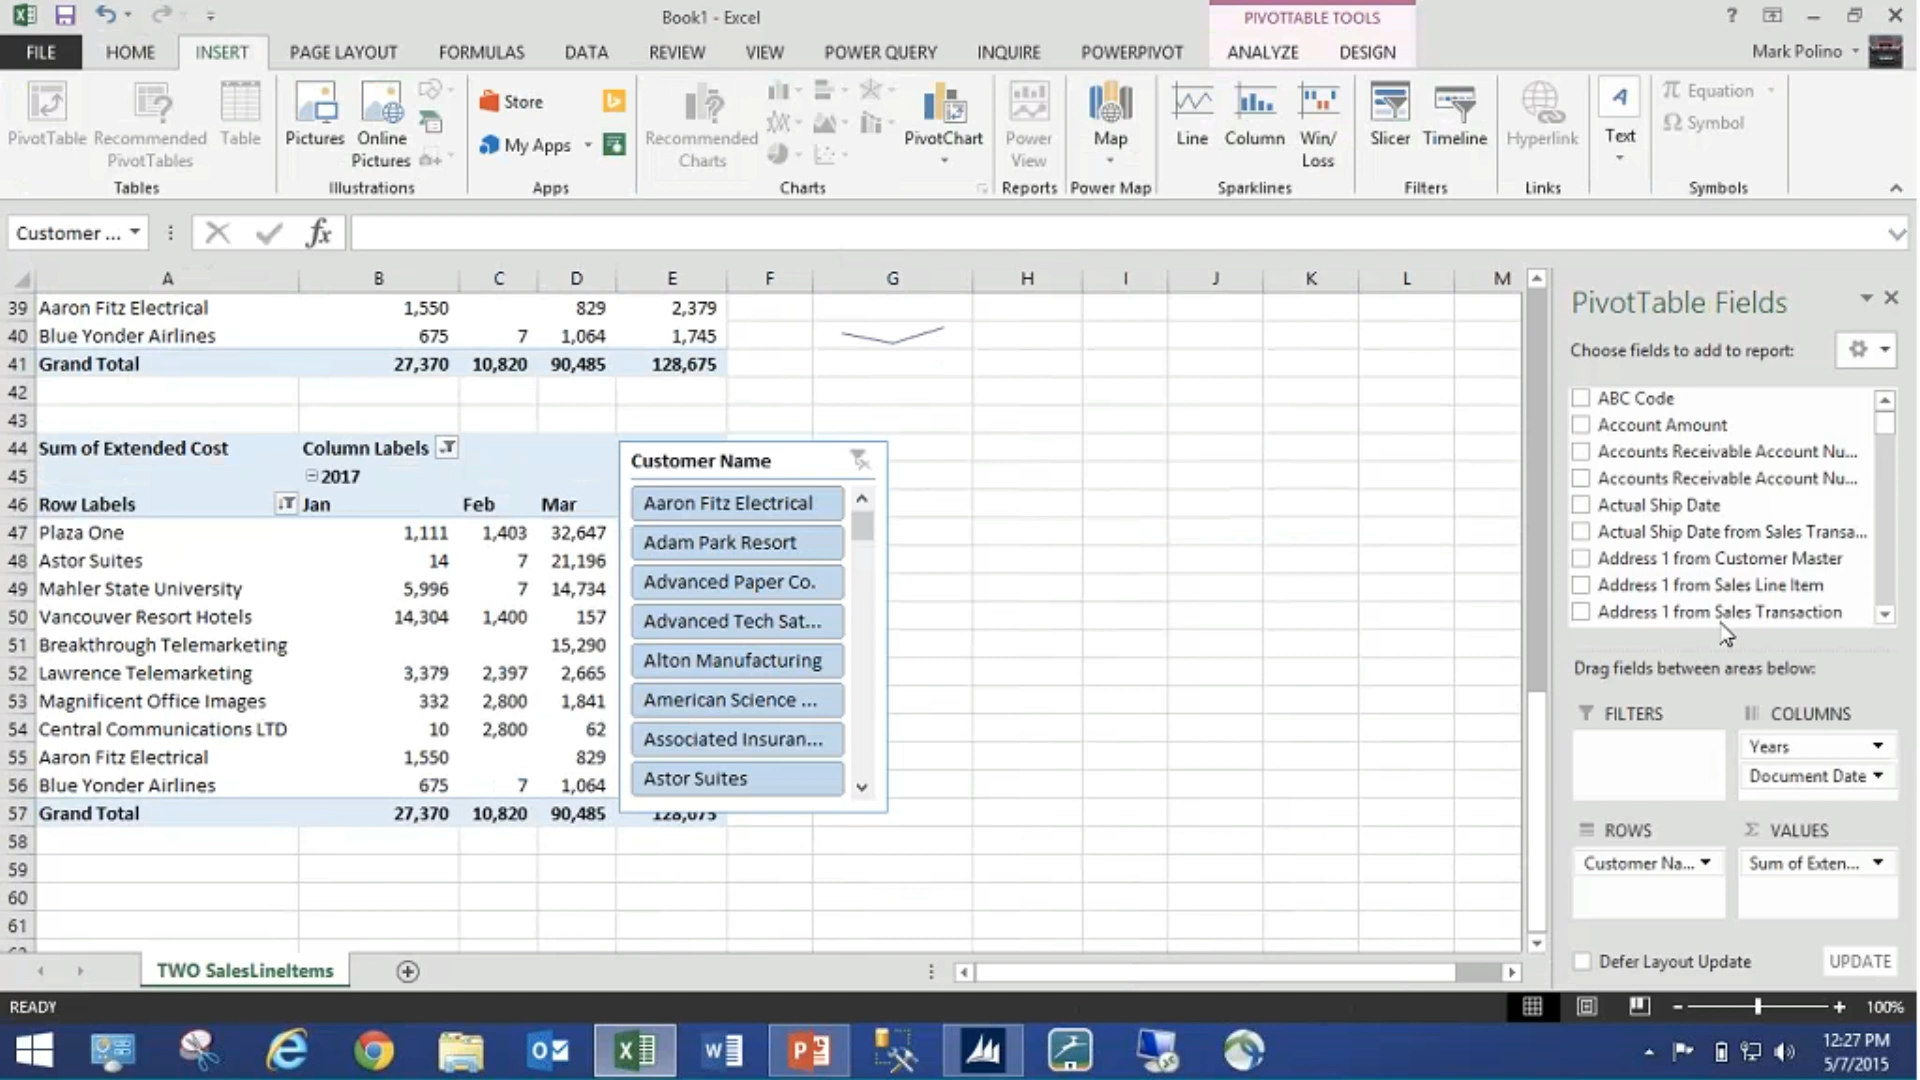 Book1 - Excel
PIVOTTABLE TOOLS
?
FILE HOME INSERT PAGE LAYOUT FORMULAS DATA REVIEW VIEW POWER QUERY INQUIRE POWERPIVOT ANALYZE DESIGN Mark Polino
PivotTable
Recommended PivotTables
Table
Tables
Pictures
Online Pictures
Illustrations
Store
My Apps
Apps
Recommended Charts
PivotChart
Charts
Power View
Reports
Map
Power Map
Line
Column
Win/Loss
Sparklines
Slicer
Timeline
Filters
Hyperlink
Links
A
Text
π Equation
Ω Symbol
Symbols
Customer ... fx
A B C D E F G H I J K L M
39 Aaron Fitz Electrical 1,550 829 2,379
40 Blue Yonder Airlines 675 7 1,064 1,745
41 Grand Total 27,370 10,820 90,485 128,675
42
43
44 Sum of Extended Cost Column Labels
45 2017
46 Row Labels Jan Feb Mar
47 Plaza One 1,111 1,403 32,647
48 Astor Suites 14 7 21,196
49 Mahler State University 5,996 7 14,734
50 Vancouver Resort Hotels 14,304 1,400 157
51 Breakthrough Telemarketing 15,290
52 Lawrence Telemarketing 3,379 2,397 2,665
53 Magnificent Office Images 332 2,800 1,841
54 Central Communications LTD 10 2,800 62
55 Aaron Fitz Electrical 1,550 829
56 Blue Yonder Airlines 675 7 1,064
57 Grand Total 27,370 10,820 90,485 128,675
58
59
60
61
Customer Name
Aaron Fitz Electrical
Adam Park Resort
Advanced Paper Co.
Advanced Tech Sat...
Alton Manufacturing
American Science ...
Associated Insuran...
Astor Suites
PivotTable Fields
Choose fields to add to report:
ABC Code
Account Amount
Accounts Receivable Account Nu...
Accounts Receivable Account Nu...
Actual Ship Date
Actual Ship Date from Sales Transa...
Address 1 from Customer Master
Address 1 from Sales Line Item
Address 1 from Sales Transaction
Drag fields between areas below:
FILTERS
COLUMNS
Years
Document Date
ROWS
Customer Na...
Σ VALUES
Sum of Exten...
Defer Layout Update UPDATE
TWO SalesLineItems
READY 100%
12:27 PM
5/7/2015